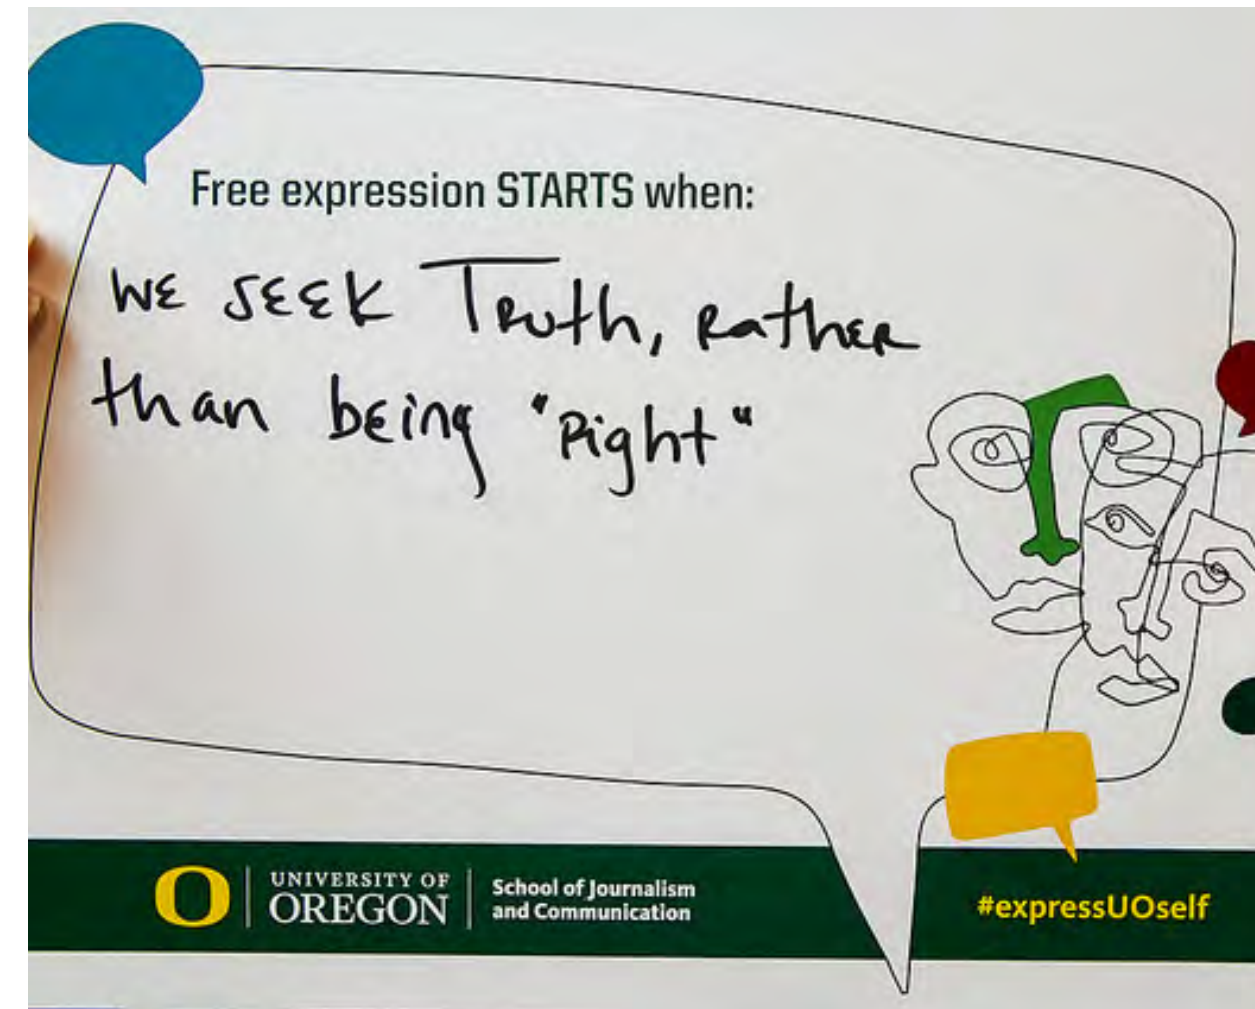 Free expression STARTS when:
WE SEEK Truth, Rather
than being "Right"
UNIVERSITY OF
OREGON
School of Journalism
and Communication
#expressUOself